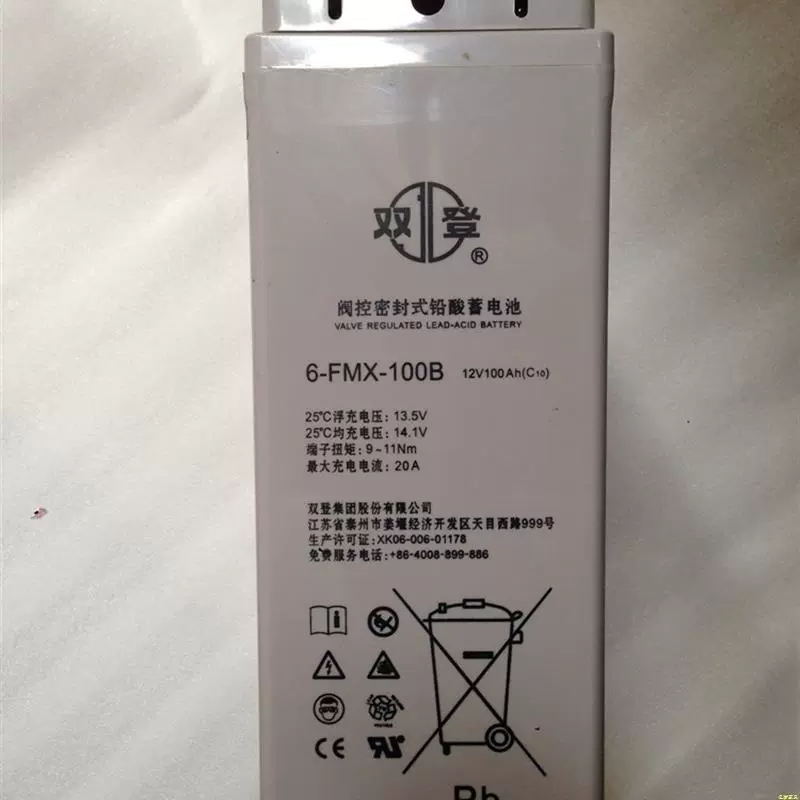 双登®
阀控密封式铅酸蓄电池
VALVE REGULATED LEAD-ACID BATTERY
6-FMX-100B 12V100Ah(C₁₀)
25℃浮充电压: 13.5V
25℃均充电压: 14.1V
端子扭矩: 9~11Nm
最大充电电流: 20A
双登集团股份有限公司
江苏省泰州市姜堰经济开发区天目西路999号
生产许可证:XK06-006-01178
免费服务电话:+86-4008-899-886
CE
Pb